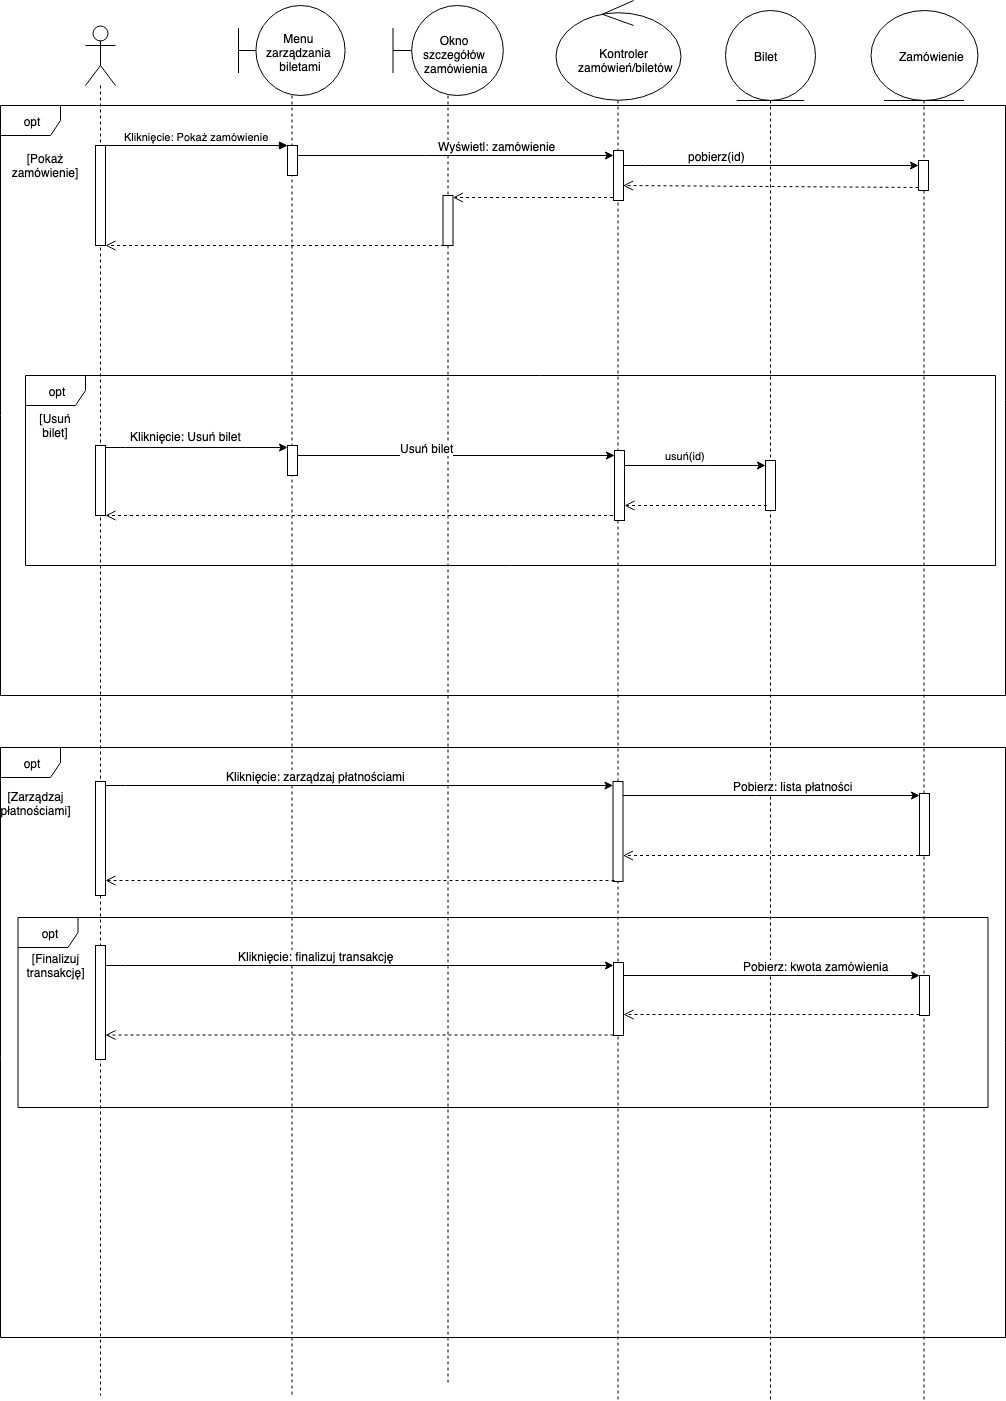 Menu
zarządzania
biletami
Okno
szczegółów
zamówienia
Kontroler
zamówień/biletów
Bilet
Zamówienie
opt
[Pokaż
zamówienie]
Kliknięcie: Pokaż zamówienie
Wyświetl: zamówienie
pobierz(id)
opt
[Usuń
bilet]
Kliknięcie: Usuń bilet
Usuń bilet
usuń(id)
opt
[Zarządzaj
płatnościami]
Kliknięcie: zarządzaj płatnościami
Pobierz: lista płatności
opt
[Finalizuj
transakcję]
Kliknięcie: finalizuj transakcję
Pobierz: kwota zamówienia